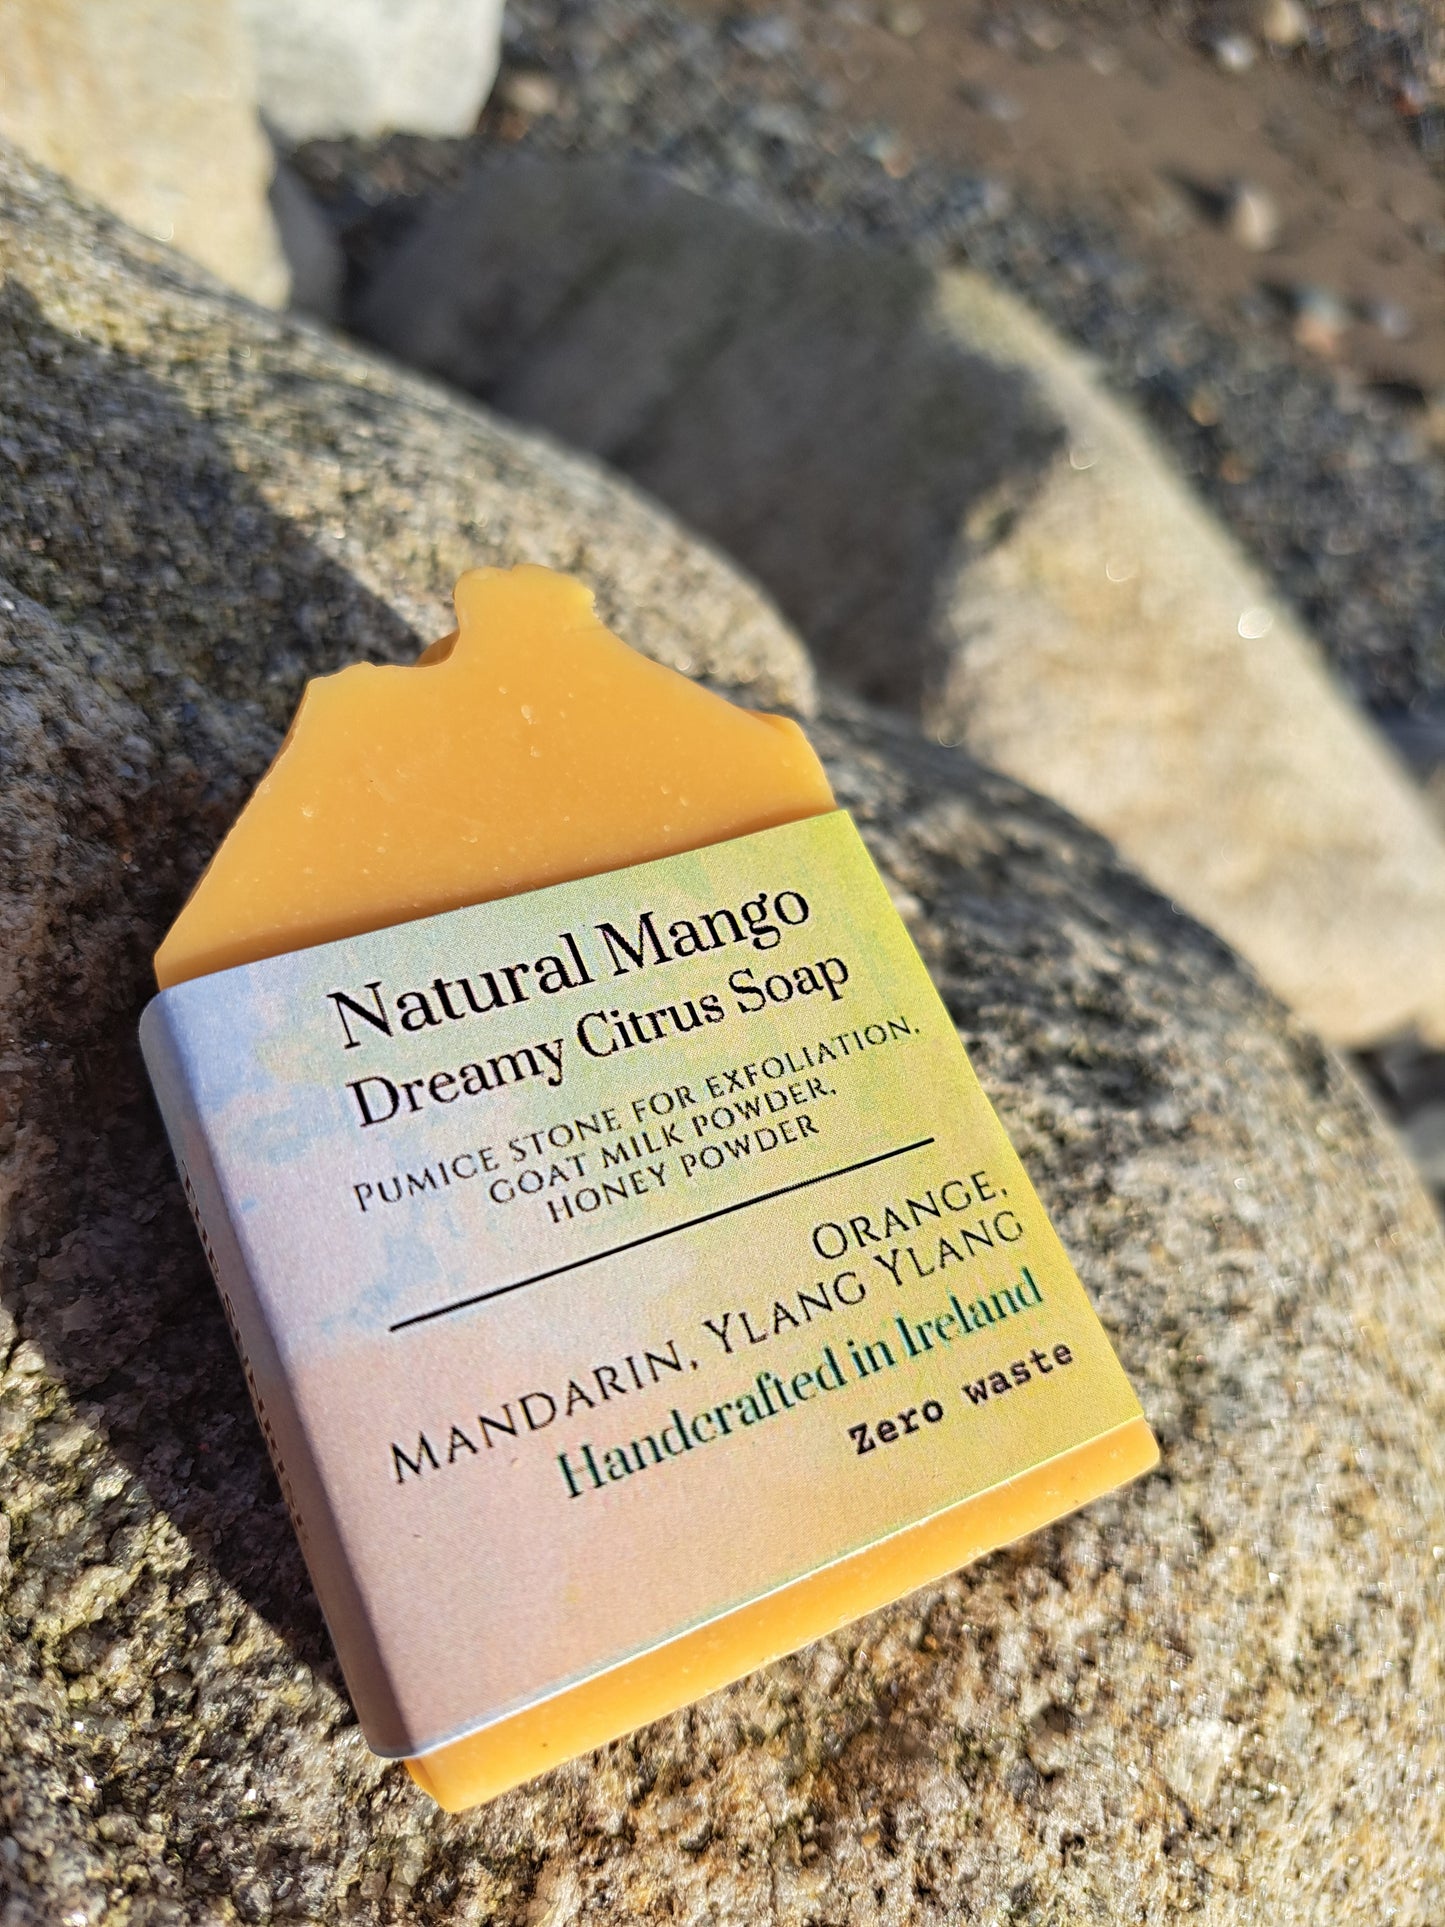 Natural Mango
Dreamy Citrus Soap
PUMICE STONE FOR EXFOLIATION,
GOAT MILK POWDER,
HONEY POWDER
ORANGE,
MANDARIN, YLANG YLANG
Handcrafted in Ireland
Zero waste